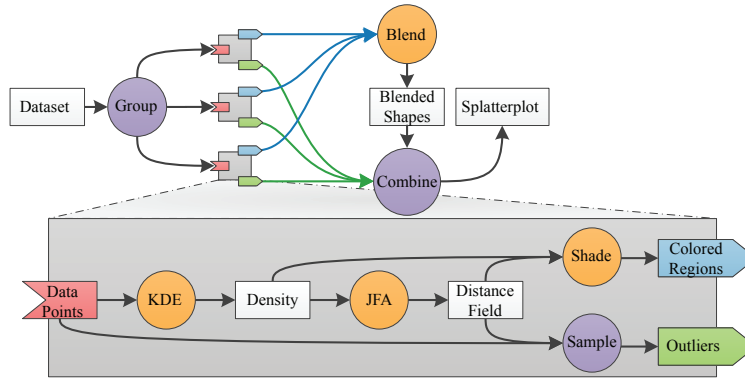 Blend
Dataset
Group
Blended
Shapes
Splatterplot
Combine
Shade
Colored
Regions
Data
Points
KDE
Density
JFA
Distance
Field
Sample
Outliers